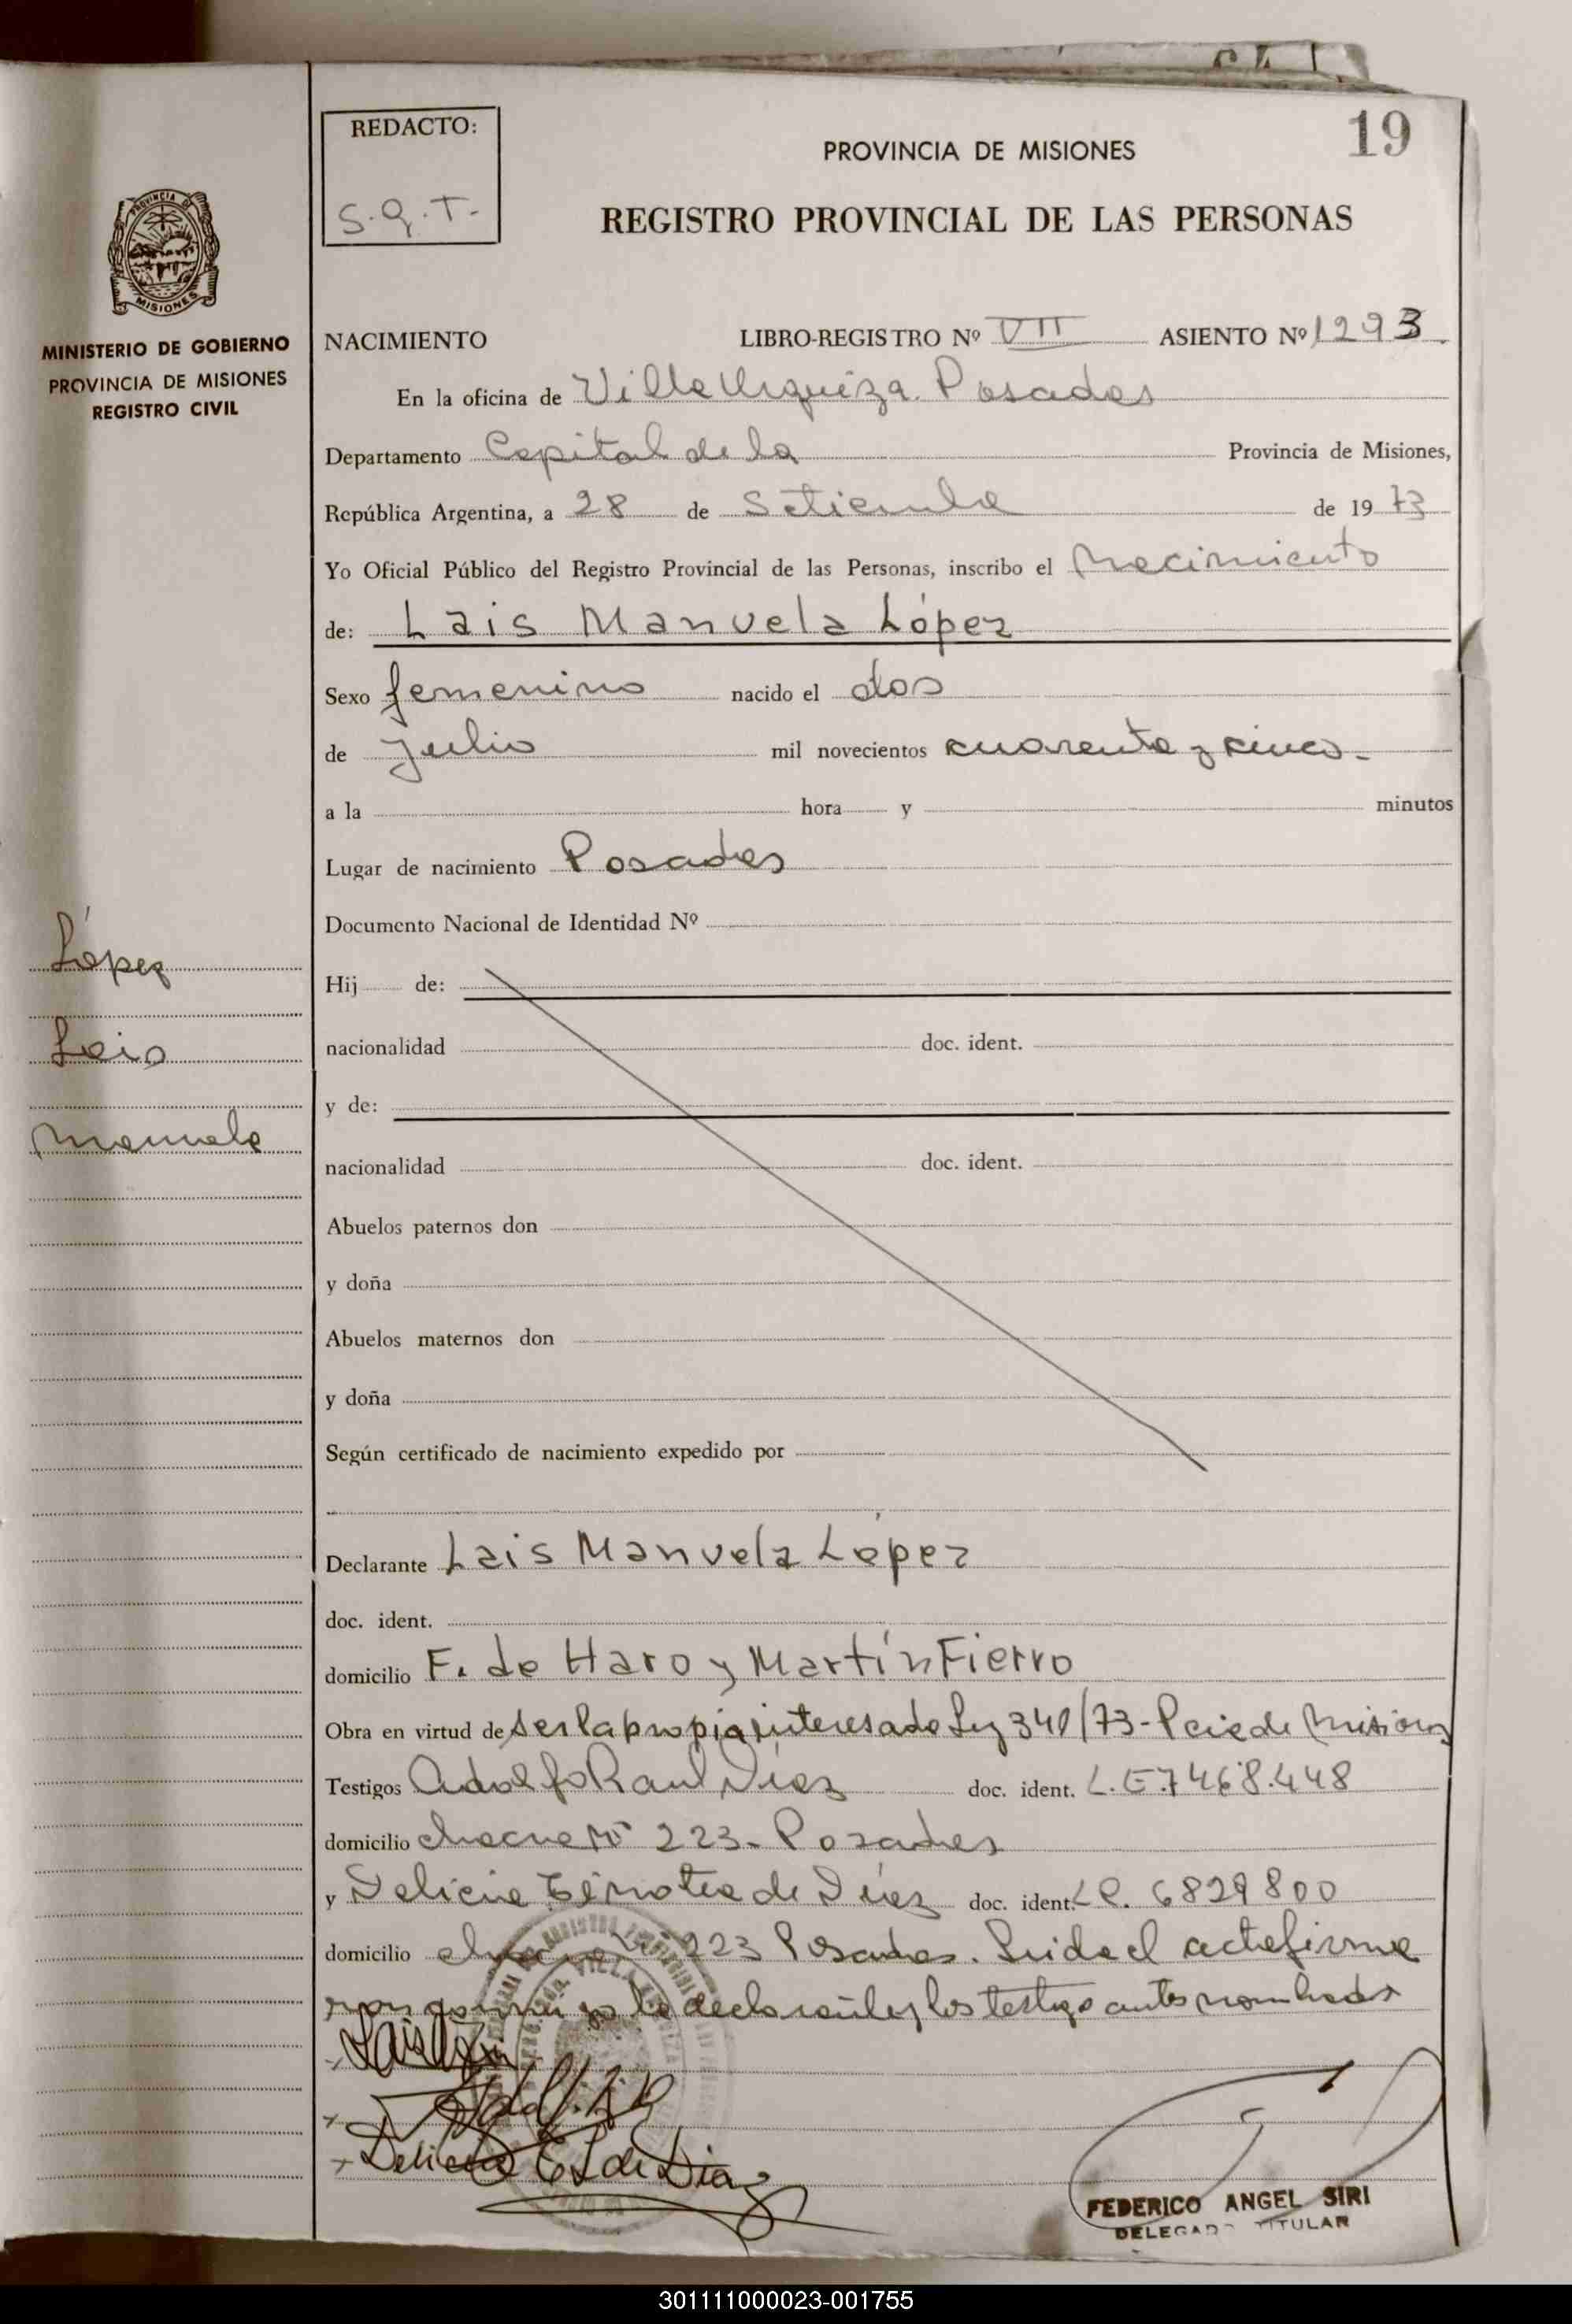 19
REDACTO:
S.G.T.-
PROVINCIA DE MISIONES
REGISTRO PROVINCIAL DE LAS PERSONAS
PROVINCIA DE
MISIONES
MINISTERIO DE GOBIERNO
PROVINCIA DE MISIONES
REGISTRO CIVIL
NACIMIENTO LIBRO-REGISTRO Nº VII ASIENTO Nº 1293
En la oficina de Villa Urquiza. Posadas
Departamento Capital de la Provincia de Misiones,
República Argentina, a 28 de Setiembre de 1973
Yo Oficial Público del Registro Provincial de las Personas, inscribo el Nacimiento
de: Lais Manuela López
Sexo femenino nacido el dos
de Julio mil novecientos cuarenta y cinco.-
a la hora y minutos
Lugar de nacimiento Posadas
Documento Nacional de Identidad Nº
López
Hij de:
Lais
nacionalidad doc. ident.
y de:
Manuela
nacionalidad doc. ident.
Abuelos paternos don
y doña
Abuelos maternos don
y doña
Según certificado de nacimiento expedido por
Declarante Lais Manuela López
doc. ident.
domicilio F. de Haro y Martín Fierro
Obra en virtud de ser la propia interesada Ley 340/73-Pcia de Misiones
Testigos Adolfo Raul Diez doc. ident. L.E 7468.448
domicilio Nº 223.- Posadas
y Delicia de doc. ident. LC. 6829800
domicilio 223 Posadas. Leida el acta firma
la declarante y los testigo antes nombrados
Delicia de Diaz
FEDERICO ANGEL SIRI
DELEGADO TITULAR
301111000023-001755